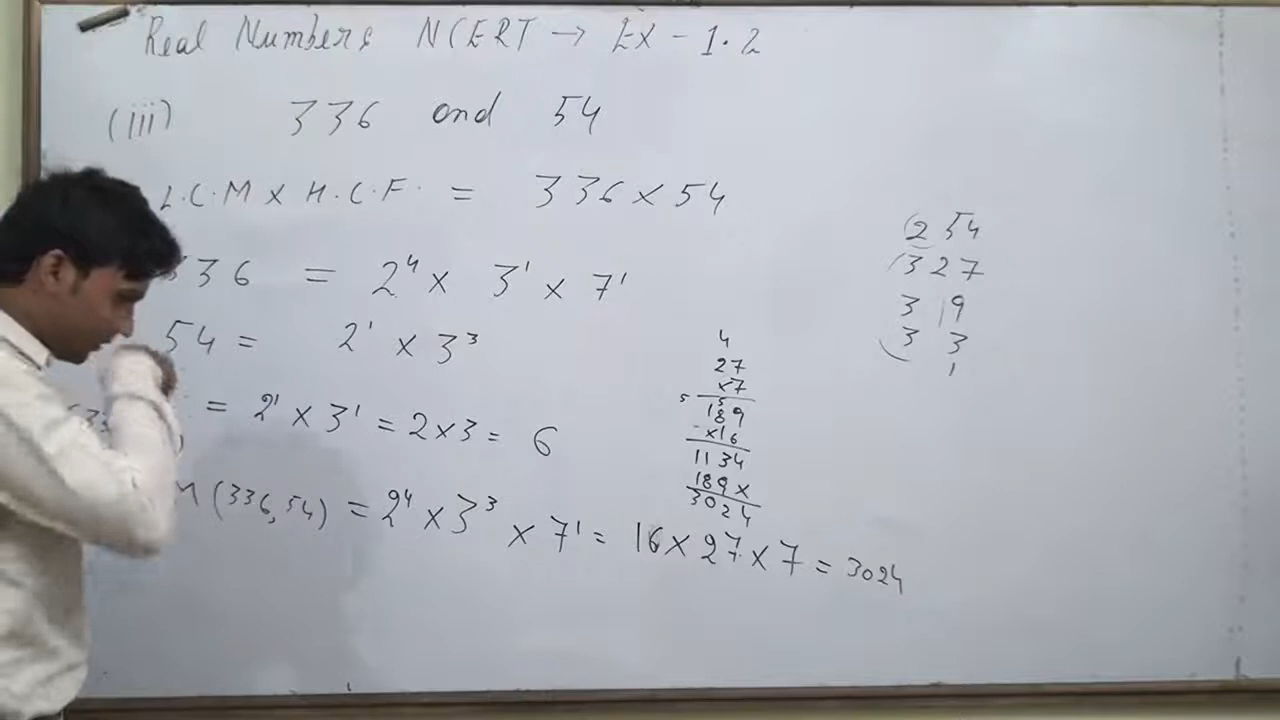 Real Numbers NCERT → Ex - 1.2
(iii) 336 and 54
L.C.M × H.C.F. = 336 × 54
336 = 2⁴ × 3¹ × 7¹
54 = 2¹ × 3³
= 2¹ × 3¹ = 2×3 = 6
M (336, 54) = 2⁴ × 3³ × 7¹ = 16 × 27 × 7 = 3024
4
27
×7
5 5
189
×16
1134
189×
3024
2 54
3 27
3 9
3 3
1